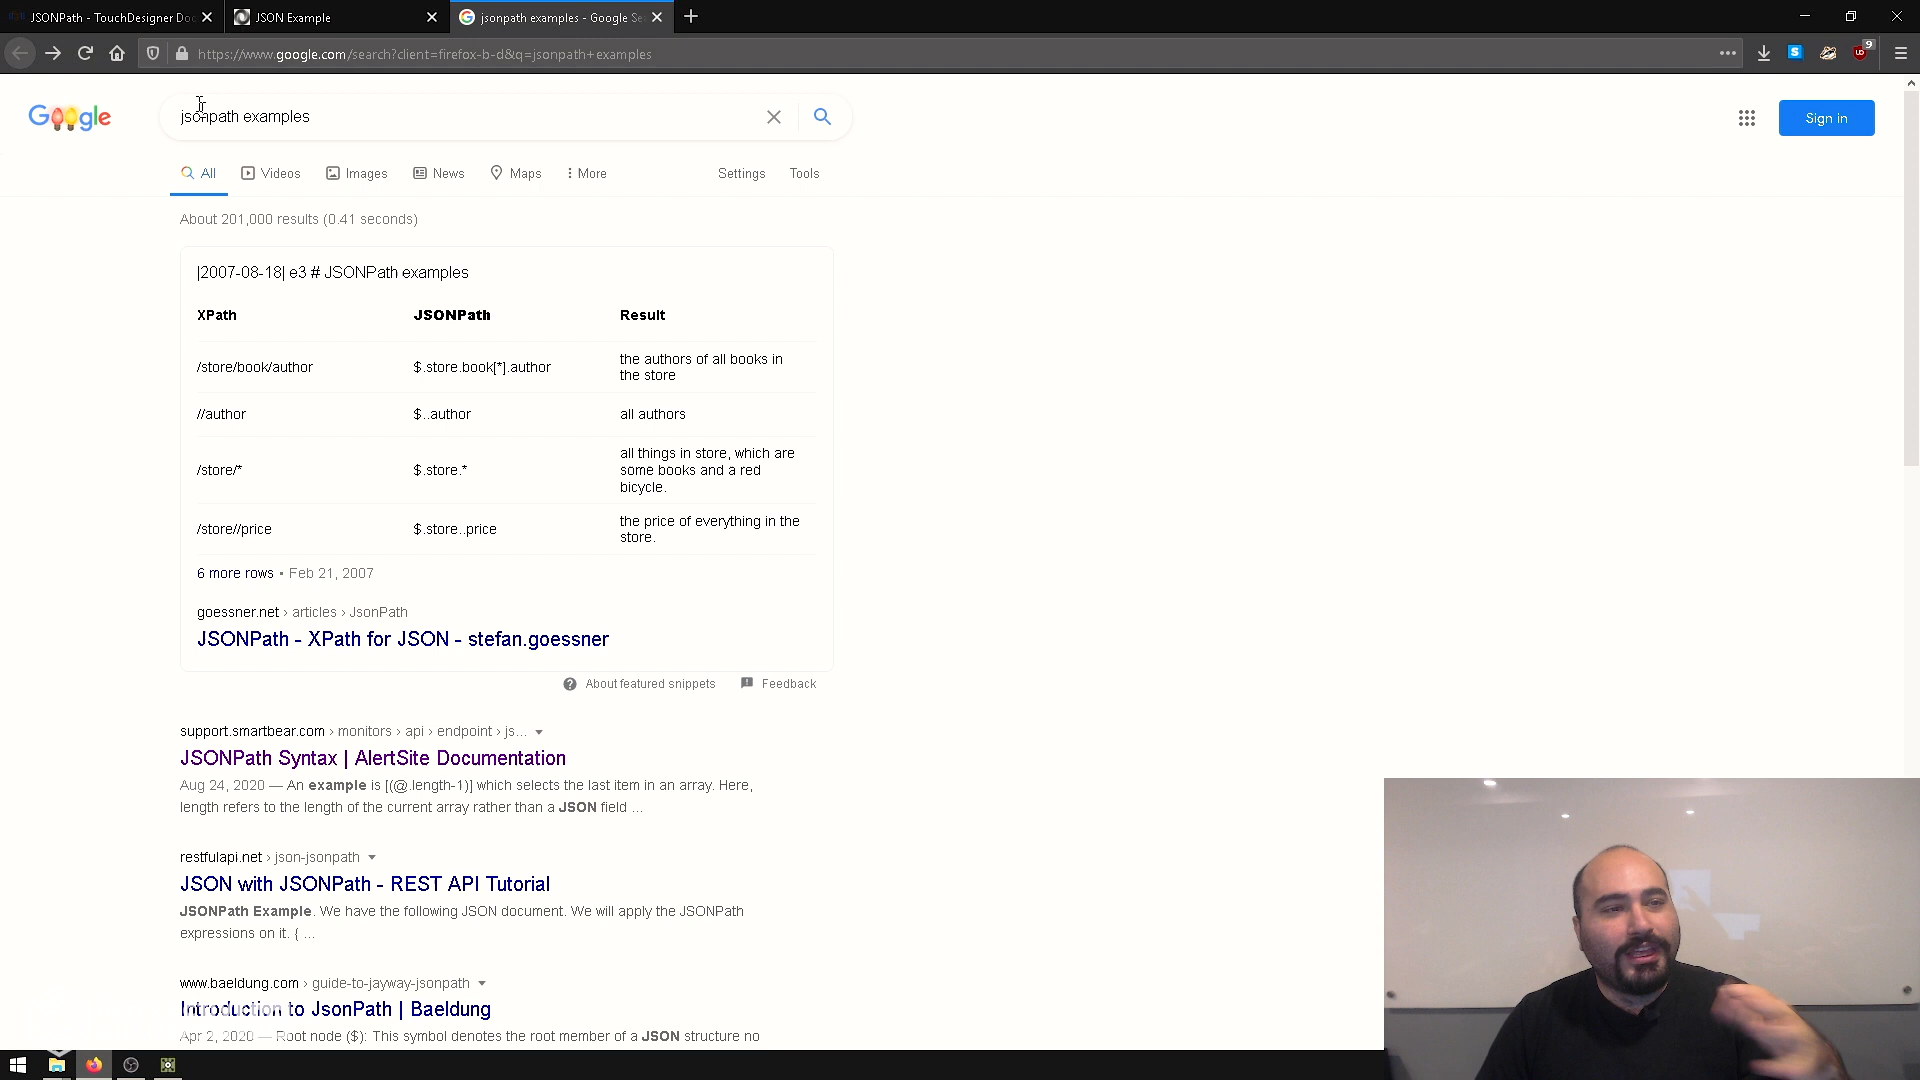 JSONPath - TouchDesigner Doc
JSON Example
jsonpath examples - Google Se
https://www.google.com/search?client=firefox-b-d&q=jsonpath+examples
S
UD
9
Google
jsonpath examples
Sign in
All
Videos
Images
News
Maps
More
Settings
Tools
About 201,000 results (0.41 seconds)
|2007-08-18| e3 # JSONPath examples
XPath JSONPath Result
/store/book/author $.store.book[*].author the authors of all books in
the store
//author $..author all authors
/store/* $.store.* all things in store, which are
some books and a red
bicycle.
/store//price $.store..price the price of everything in the
store.
6 more rows • Feb 21, 2007
goessner.net › articles › JsonPath
JSONPath - XPath for JSON - stefan.goessner
About featured snippets
Feedback
support.smartbear.com › monitors › api › endpoint › js...
JSONPath Syntax | AlertSite Documentation
Aug 24, 2020 — An example is [(@.length-1)] which selects the last item in an array. Here,
length refers to the length of the current array rather than a JSON field ...
restfulapi.net › json-jsonpath
JSON with JSONPath - REST API Tutorial
JSONPath Example. We have the following JSON document. We will apply the JSONPath
expressions on it. { ...
www.baeldung.com › guide-to-jayway-jsonpath
Introduction to JsonPath | Baeldung
Apr 2, 2020 — Root node ($): This symbol denotes the root member of a JSON structure no